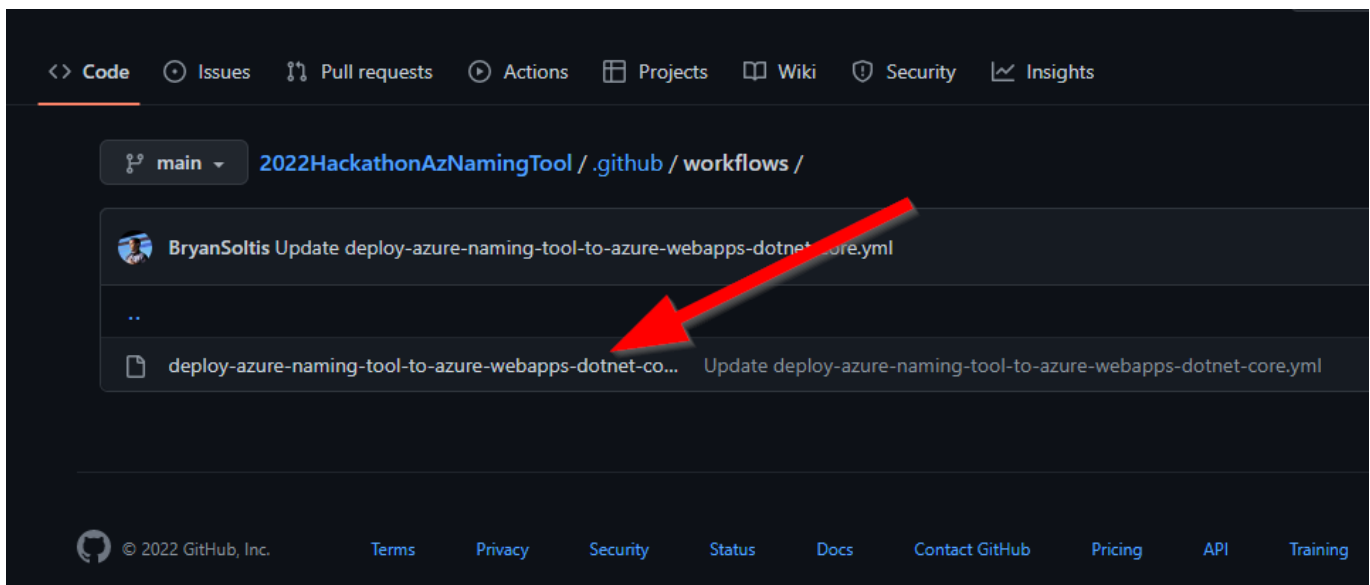 <> Code Issues Pull requests Actions Projects Wiki Security Insights
main 2022HackathonAzNamingTool / .github / workflows /
BryanSoltis Update deploy-azure-naming-tool-to-azure-webapps-dotnet-core.yml
..
deploy-azure-naming-tool-to-azure-webapps-dotnet-co... Update deploy-azure-naming-tool-to-azure-webapps-dotnet-core.yml
© 2022 GitHub, Inc. Terms Privacy Security Status Docs Contact GitHub Pricing API Training